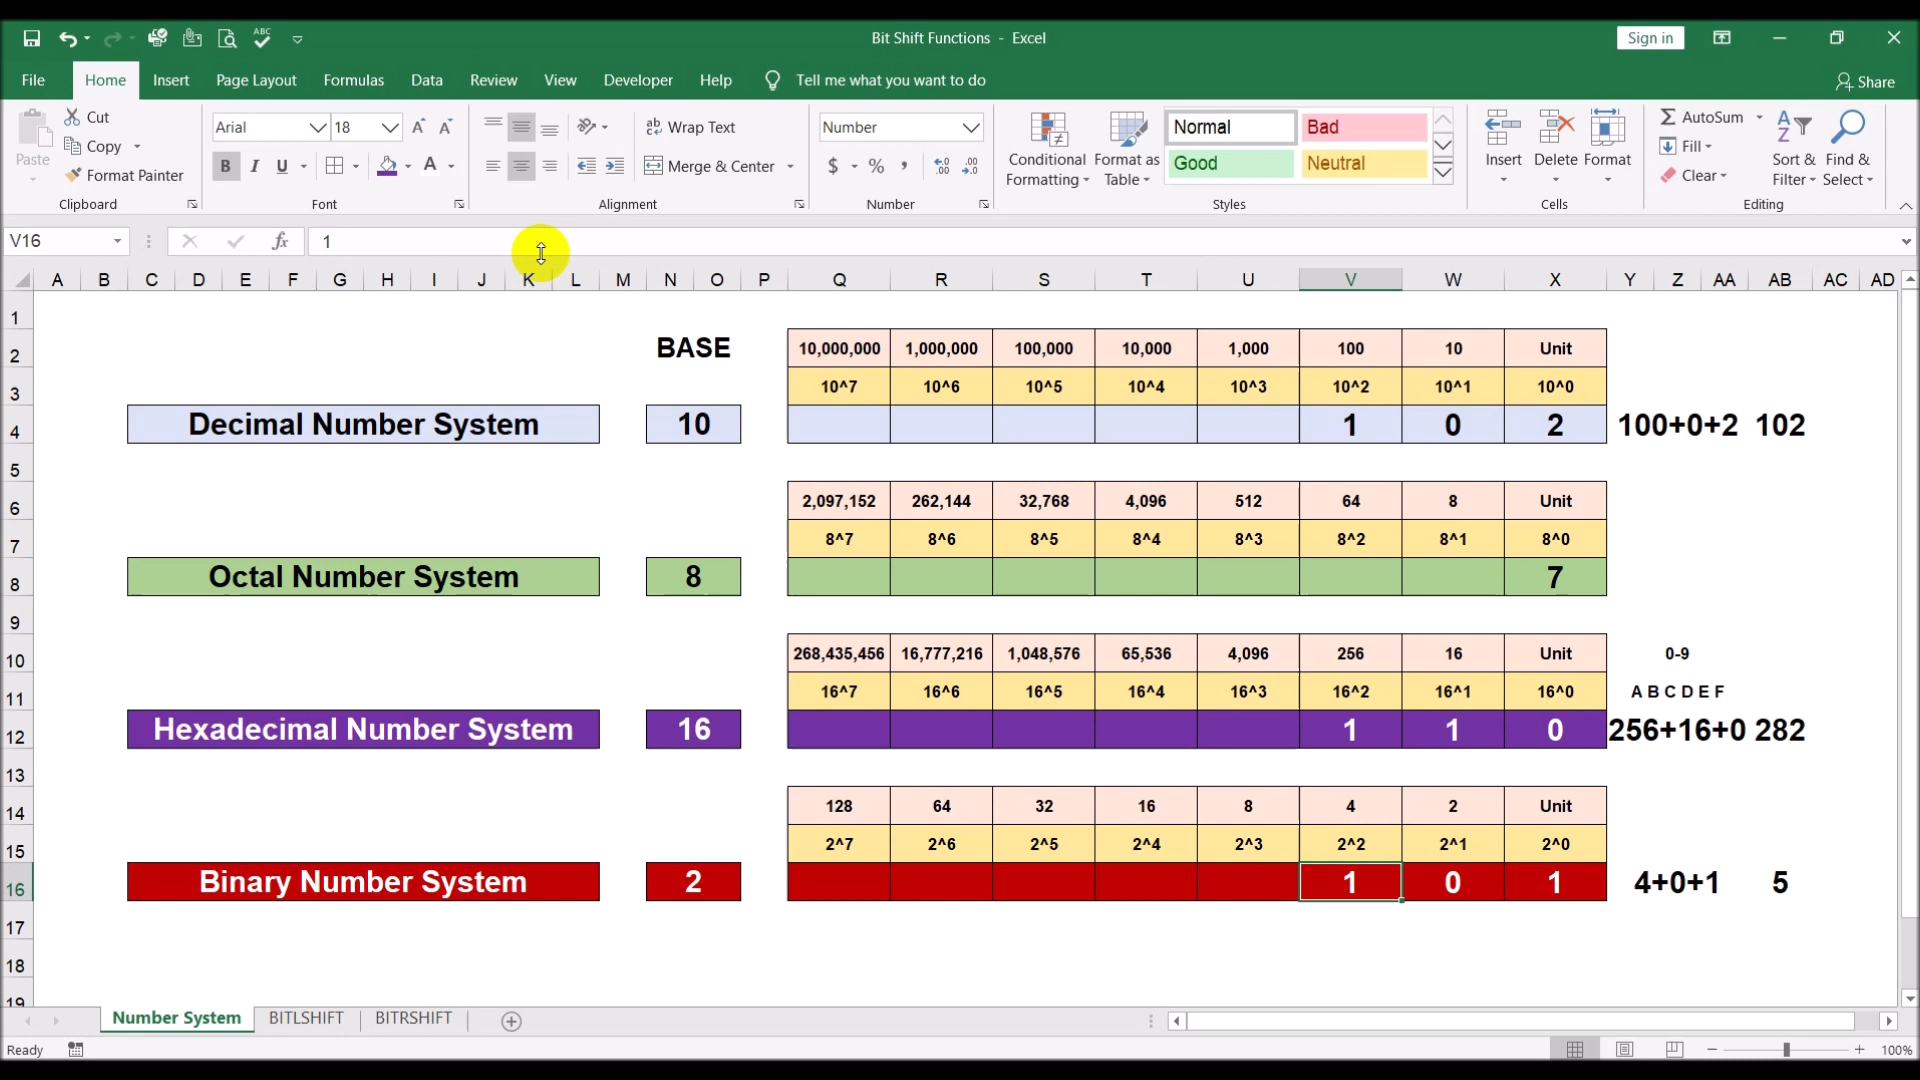 ABC
Bit Shift Functions - Excel
Sign in
File Home Insert Page Layout Formulas Data Review View Developer Help Tell me what you want to do
Share
Paste
Cut
Copy
Format Painter
Clipboard
Arial 18
B I U A
Font
Wrap Text
Merge & Center
Alignment
Number
$ % ,
Number
Conditional Formatting
Format as Table
Normal Bad
Good Neutral
Styles
Insert Delete Format
Cells
AutoSum
Fill
Clear
Sort & Filter
Find & Select
Editing
V16 fx 1
A B C D E F G H I J K L M N O P Q R S T U V W X Y Z AA AB AC AD
1
2 BASE 10,000,000 1,000,000 100,000 10,000 1,000 100 10 Unit
3 10^7 10^6 10^5 10^4 10^3 10^2 10^1 10^0
4 Decimal Number System 10 1 0 2 100+0+2 102
5
6 2,097,152 262,144 32,768 4,096 512 64 8 Unit
7 8^7 8^6 8^5 8^4 8^3 8^2 8^1 8^0
8 Octal Number System 8 7
9
10 268,435,456 16,777,216 1,048,576 65,536 4,096 256 16 Unit 0-9
11 16^7 16^6 16^5 16^4 16^3 16^2 16^1 16^0 A B C D E F
12 Hexadecimal Number System 16 1 1 0 256+16+0 282
13
14 128 64 32 16 8 4 2 Unit
15 2^7 2^6 2^5 2^4 2^3 2^2 2^1 2^0
16 Binary Number System 2 1 0 1 4+0+1 5
17
18
19
Number System BITLSHIFT BITRSHIFT
Ready 100%